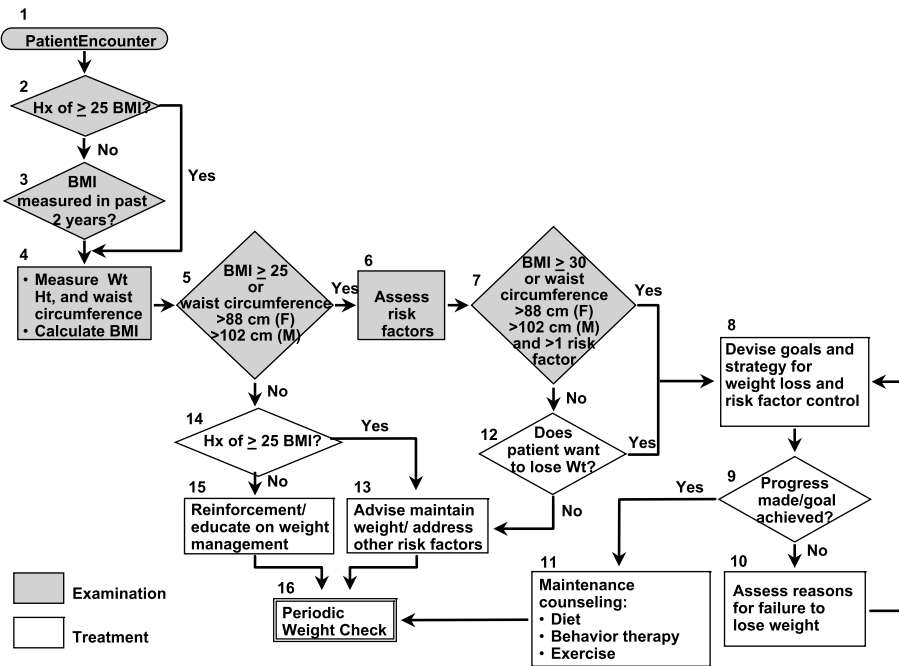 1
PatientEncounter
2
Hx of ≥ 25 BMI?
No
Yes
3
BMI
measured in past
2 years?
4
• Measure Wt
Ht, and waist
circumference
• Calculate BMI
5
BMI ≥ 25
or
waist circumference
>88 cm (F)
>102 cm (M)
Yes
No
6
Assess
risk
factors
7
BMI ≥ 30
or waist
circumference
>88 cm (F)
>102 cm (M)
and >1 risk
factor
Yes
No
8
Devise goals and
strategy for
weight loss and
risk factor control
14
Hx of ≥ 25 BMI?
Yes
No
12
Does
patient want
to lose Wt?
Yes
No
9
Progress
made/goal
achieved?
Yes
No
15
Reinforcement/
educate on weight
management
13
Advise maintain
weight/ address
other risk factors
11
Maintenance
counseling:
• Diet
• Behavior therapy
• Exercise
10
Assess reasons
for failure to
lose weight
16
Periodic
Weight Check
Examination
Treatment